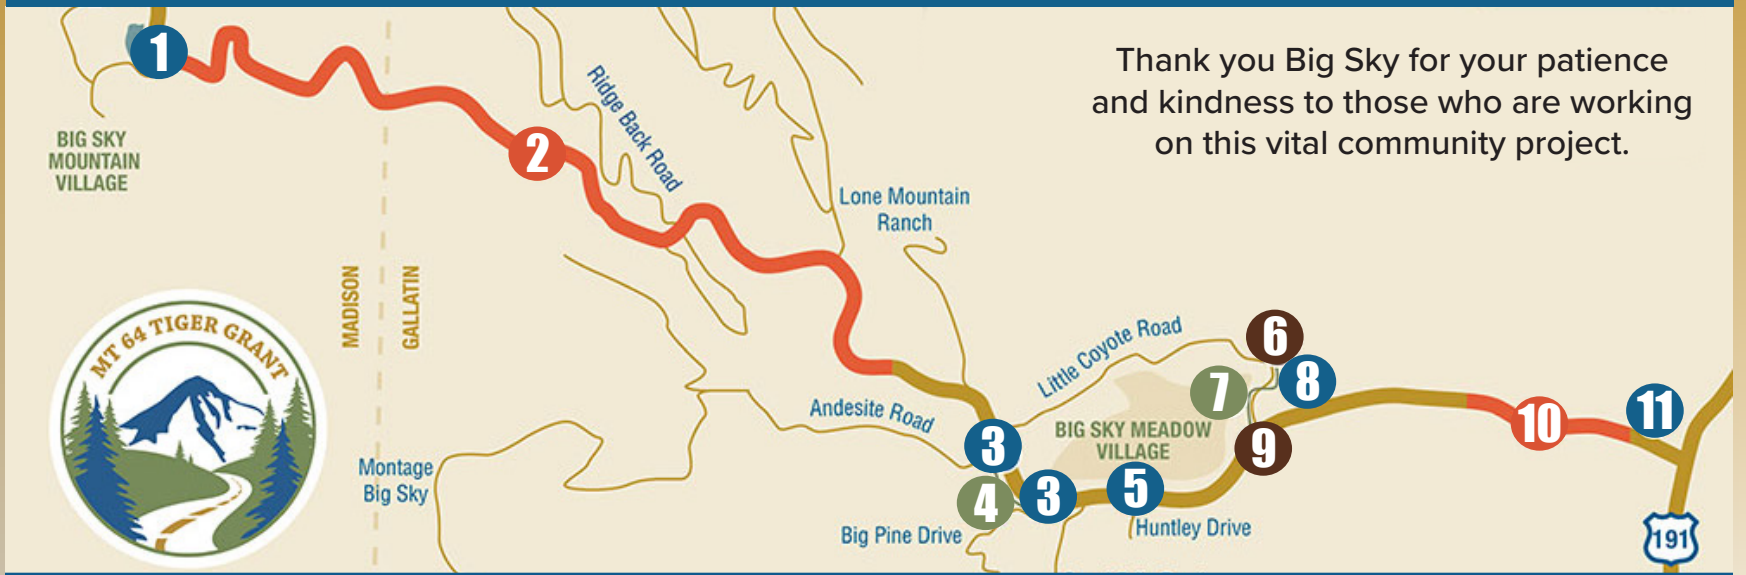 Thank you Big Sky for your patience
and kindness to those who are working
on this vital community project.
1
BIG SKY
MOUNTAIN
VILLAGE
2
Ridge Back Road
Lone Mountain
Ranch
MADISON
GALLATIN
MT 64 TIGER GRANT
Little Coyote Road
6
7
8
Andesite Road
BIG SKY MEADOW
VILLAGE
3
9
10
11
Montage
Big Sky
4
3
5
Big Pine Drive
Huntley Drive
191